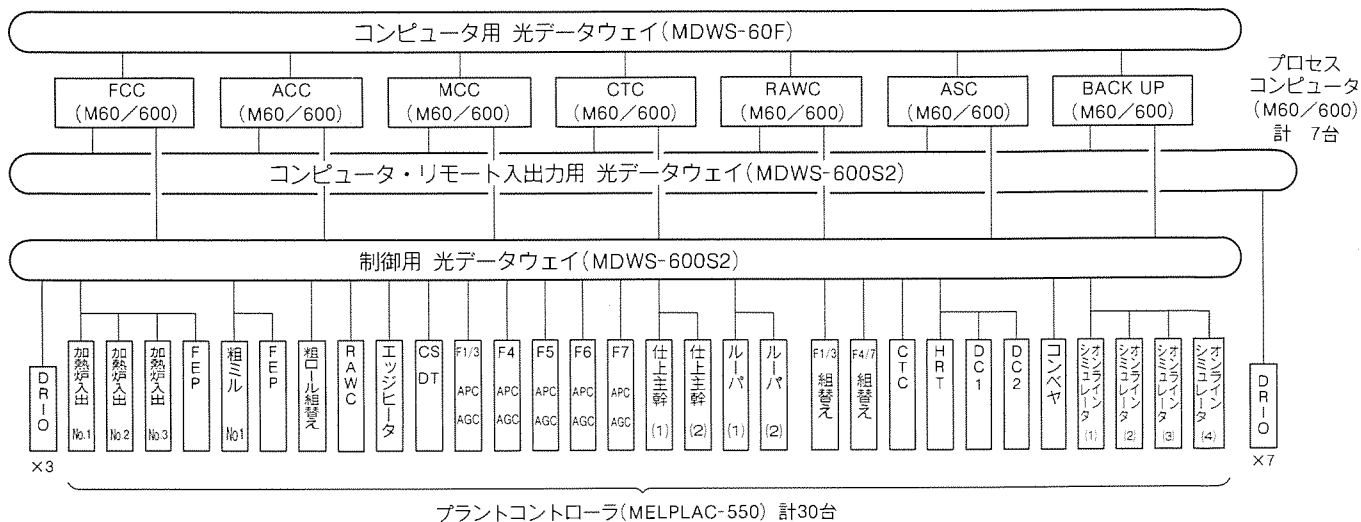 コンピュータ用 光データウェイ(MDWS-60F)
FCC
(M60/600)
ACC
(M60/600)
MCC
(M60/600)
CTC
(M60/600)
RAWC
(M60/600)
ASC
(M60/600)
BACK UP
(M60/600)
プロセス
コンピュータ
(M60/600)
計 7台
コンピュータ・リモート入出力用 光データウェイ(MDWS-600S2)
制御用 光データウェイ(MDWS-600S2)
DRIO
×3
加熱炉入出 No.1
加熱炉入出 No.2
加熱炉入出 No.3
FEP
粗ミル No1
FEP
粗ロール組替え
RAWC
エッジヒータ
CS DT
F1/3 APC AGC
F4 APC AGC
F5 APC AGC
F6 APC AGC
F7 APC AGC
仕上主幹 (1)
仕上主幹 (2)
ルーパ (1)
ルーパ (2)
F1/3 組替え
F4/7 組替え
CTC
HRT
DC1
DC2
コンベヤ
オンラインシミュレータ (1)
オンラインシミュレータ (2)
オンラインシミュレータ (3)
オンラインシミュレータ (4)
DRIO
×7
プラントコントローラ(MELPLAC-550) 計30台